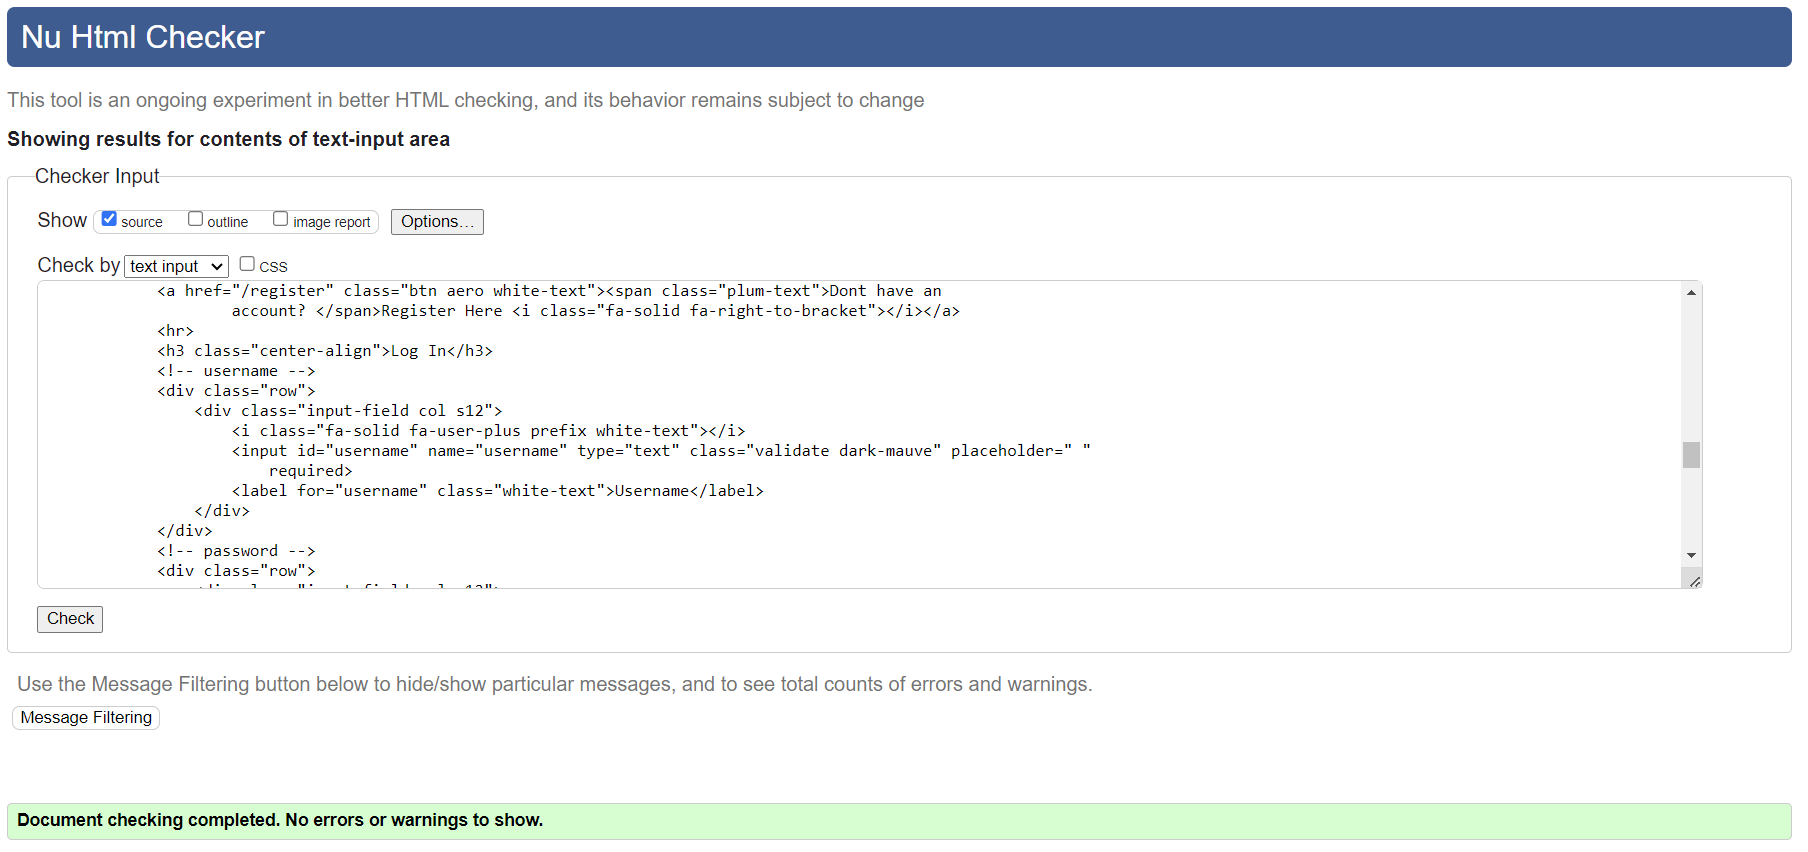 Nu Html Checker
This tool is an ongoing experiment in better HTML checking, and its behavior remains subject to change
Showing results for contents of text-input area
Checker Input
Show source outline image report Options...
Check by text input CSS
<a href="/register" class="btn aero white-text"><span class="plum-text">Dont have an
account? </span>Register Here <i class="fa-solid fa-right-to-bracket"></i></a>
<hr>
<h3 class="center-align">Log In</h3>
<!-- username -->
<div class="row">
<div class="input-field col s12">
<i class="fa-solid fa-user-plus prefix white-text"></i>
<input id="username" name="username" type="text" class="validate dark-mauve" placeholder=" "
required>
<label for="username" class="white-text">Username</label>
</div>
</div>
<!-- password -->
<div class="row">
Check
Use the Message Filtering button below to hide/show particular messages, and to see total counts of errors and warnings.
Message Filtering
Document checking completed. No errors or warnings to show.